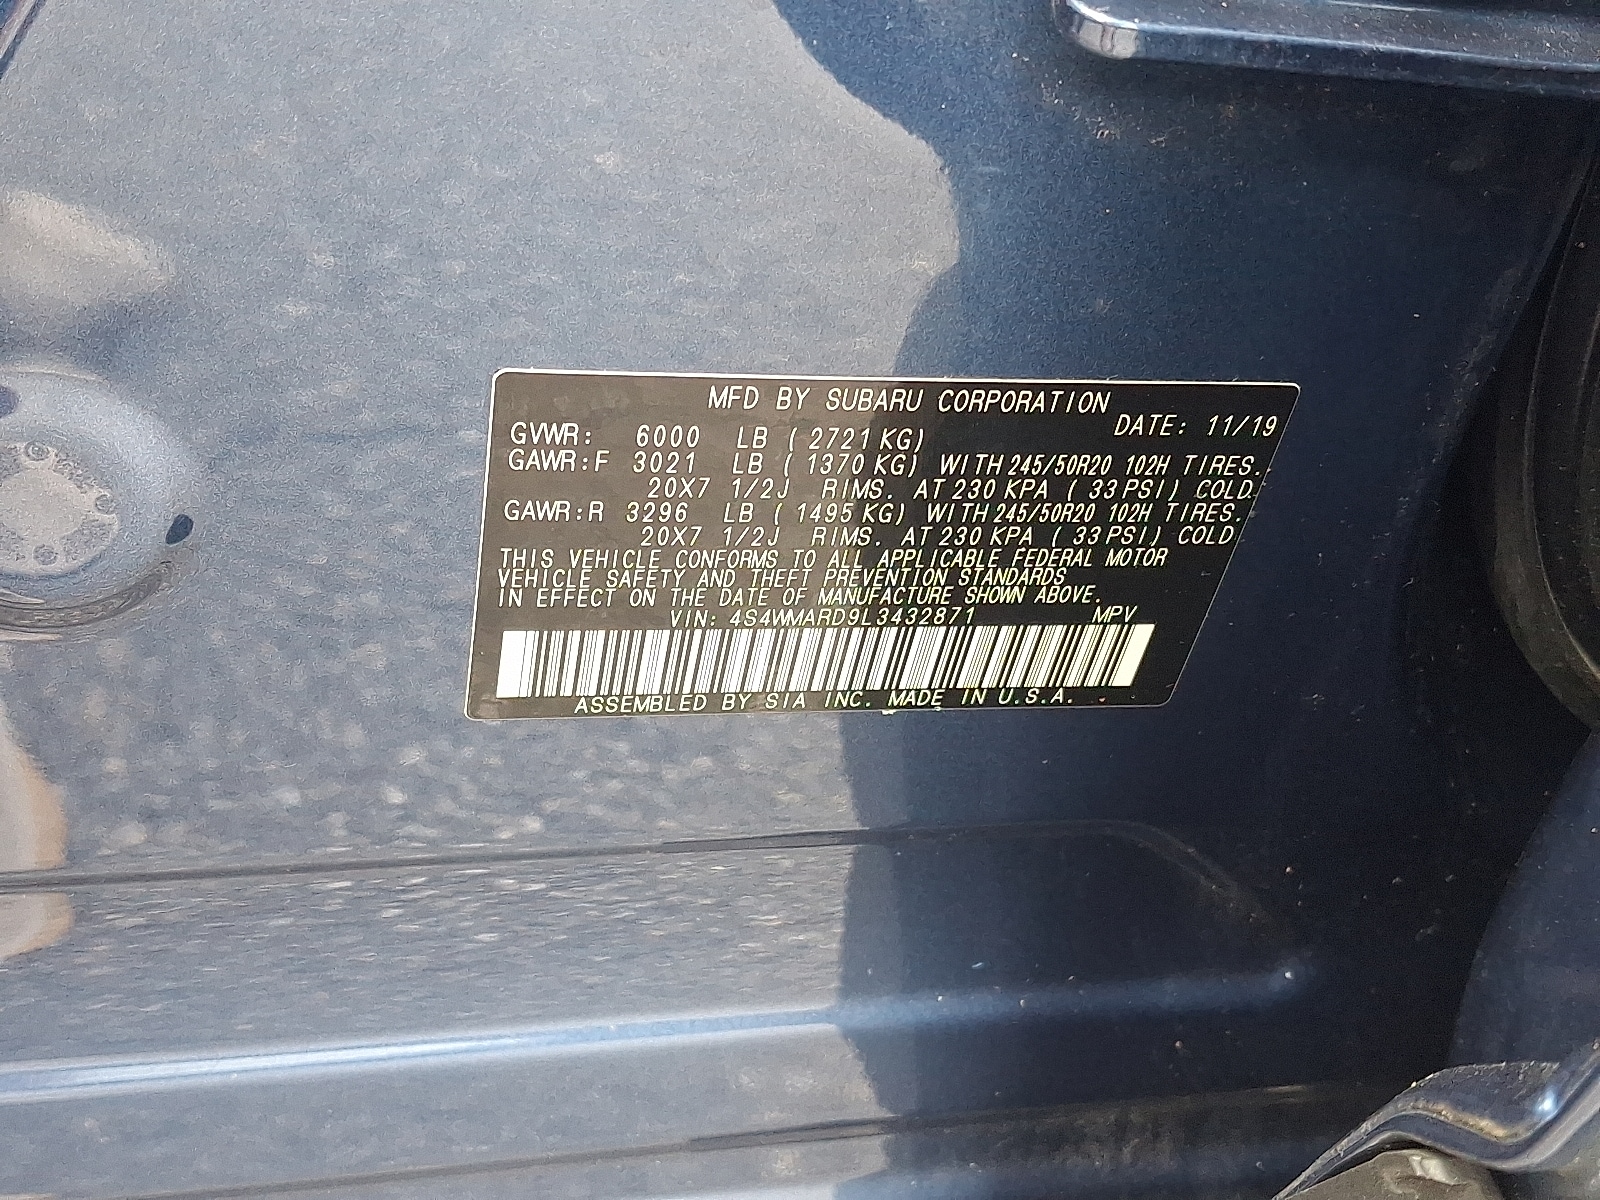 MFD BY SUBARU CORPORATION
DATE: 11/19
GVWR: 6000 LB (2721 KG)
GAWR:F 3021 LB (1370 KG) WITH 245/50R20 102H TIRES.
20X7 1/2J RIMS. AT 230 KPA (33 PSI) COLD.
GAWR:R 3296 LB (1495 KG) WITH 245/50R20 102H TIRES.
20X7 1/2J RIMS. AT 230 KPA (33 PSI) COLD
THIS VEHICLE CONFORMS TO ALL APPLICABLE FEDERAL MOTOR
VEHICLE SAFETY AND THEFT PREVENTION STANDARDS
IN EFFECT ON THE DATE OF MANUFACTURE SHOWN ABOVE.
VIN: 4S4WMARD9L3432871 MPV
ASSEMBLED BY SIA INC. MADE IN U.S.A.